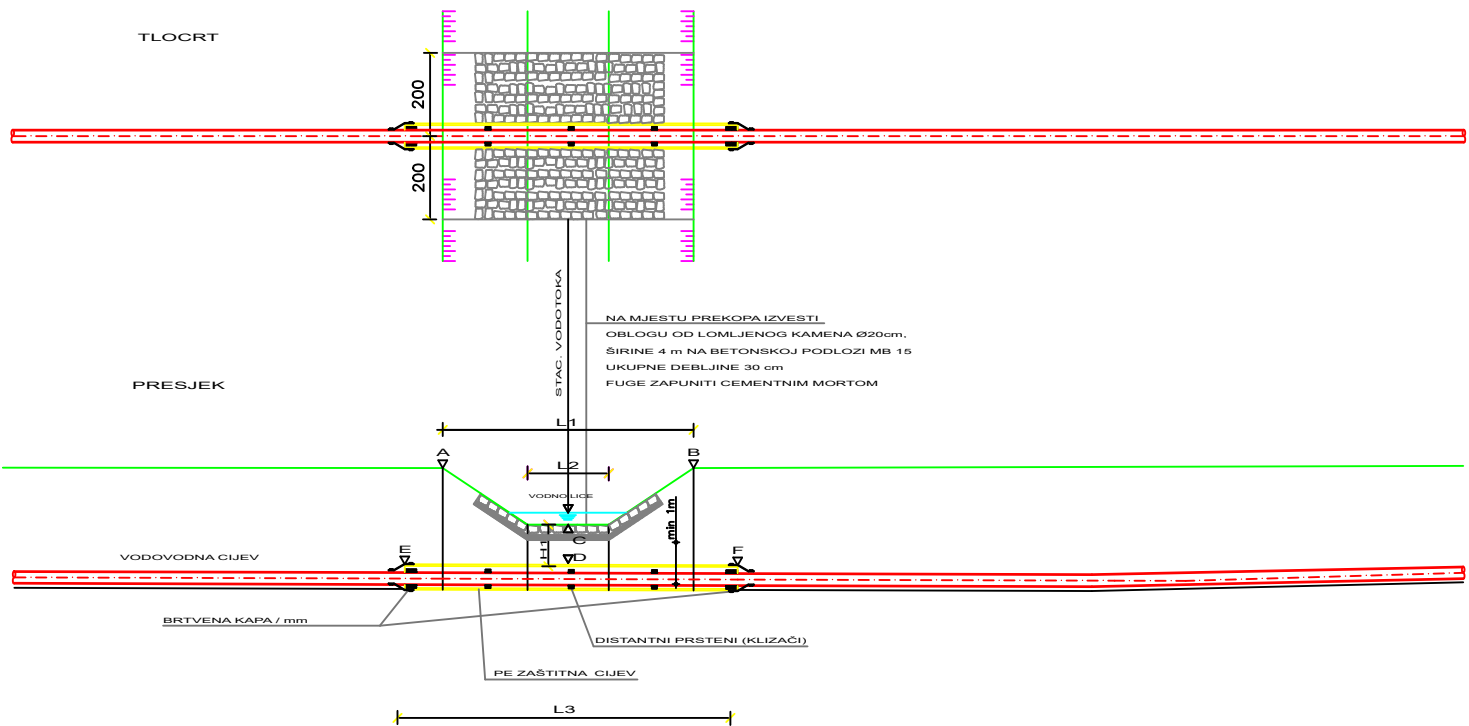 TLOCRT
200
200
STAC. VODOTOKA
NA MJESTU PREKOPA IZVESTI
OBLOGU OD LOMLJENOG KAMENA Ø20cm,
ŠIRINE 4 m NA BETONSKOJ PODLOZI MB 15
UKUPNE DEBLJINE 30 cm
FUGE ZAPUNITI CEMENTNIM MORTOM
PRESJEK
L1
A
B
L2
VODNO LICE
min 1m
C
H1
D
E
F
VODOVODNA CIJEV
BRTVENA KAPA / mm
DISTANTNI PRSTENI (KLIZAČI)
PE ZAŠTITNA CIJEV
L3